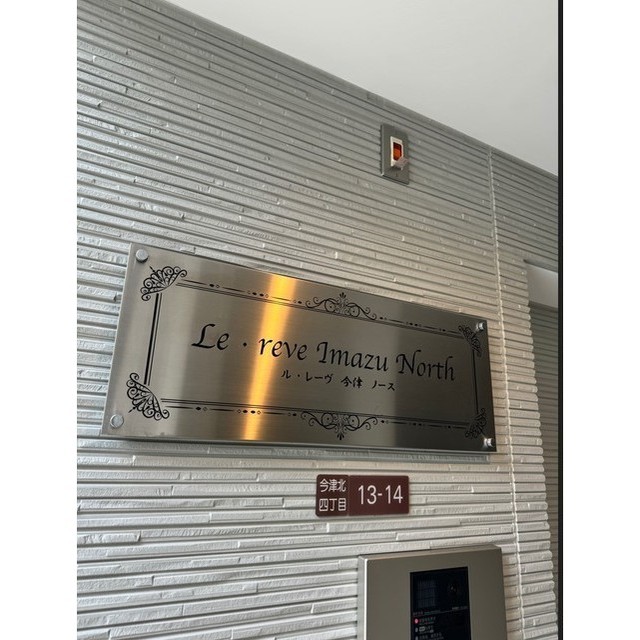 Le・reve Imazu North
ル・レーヴ 今津 ノース
今津北
四丁目
13-14